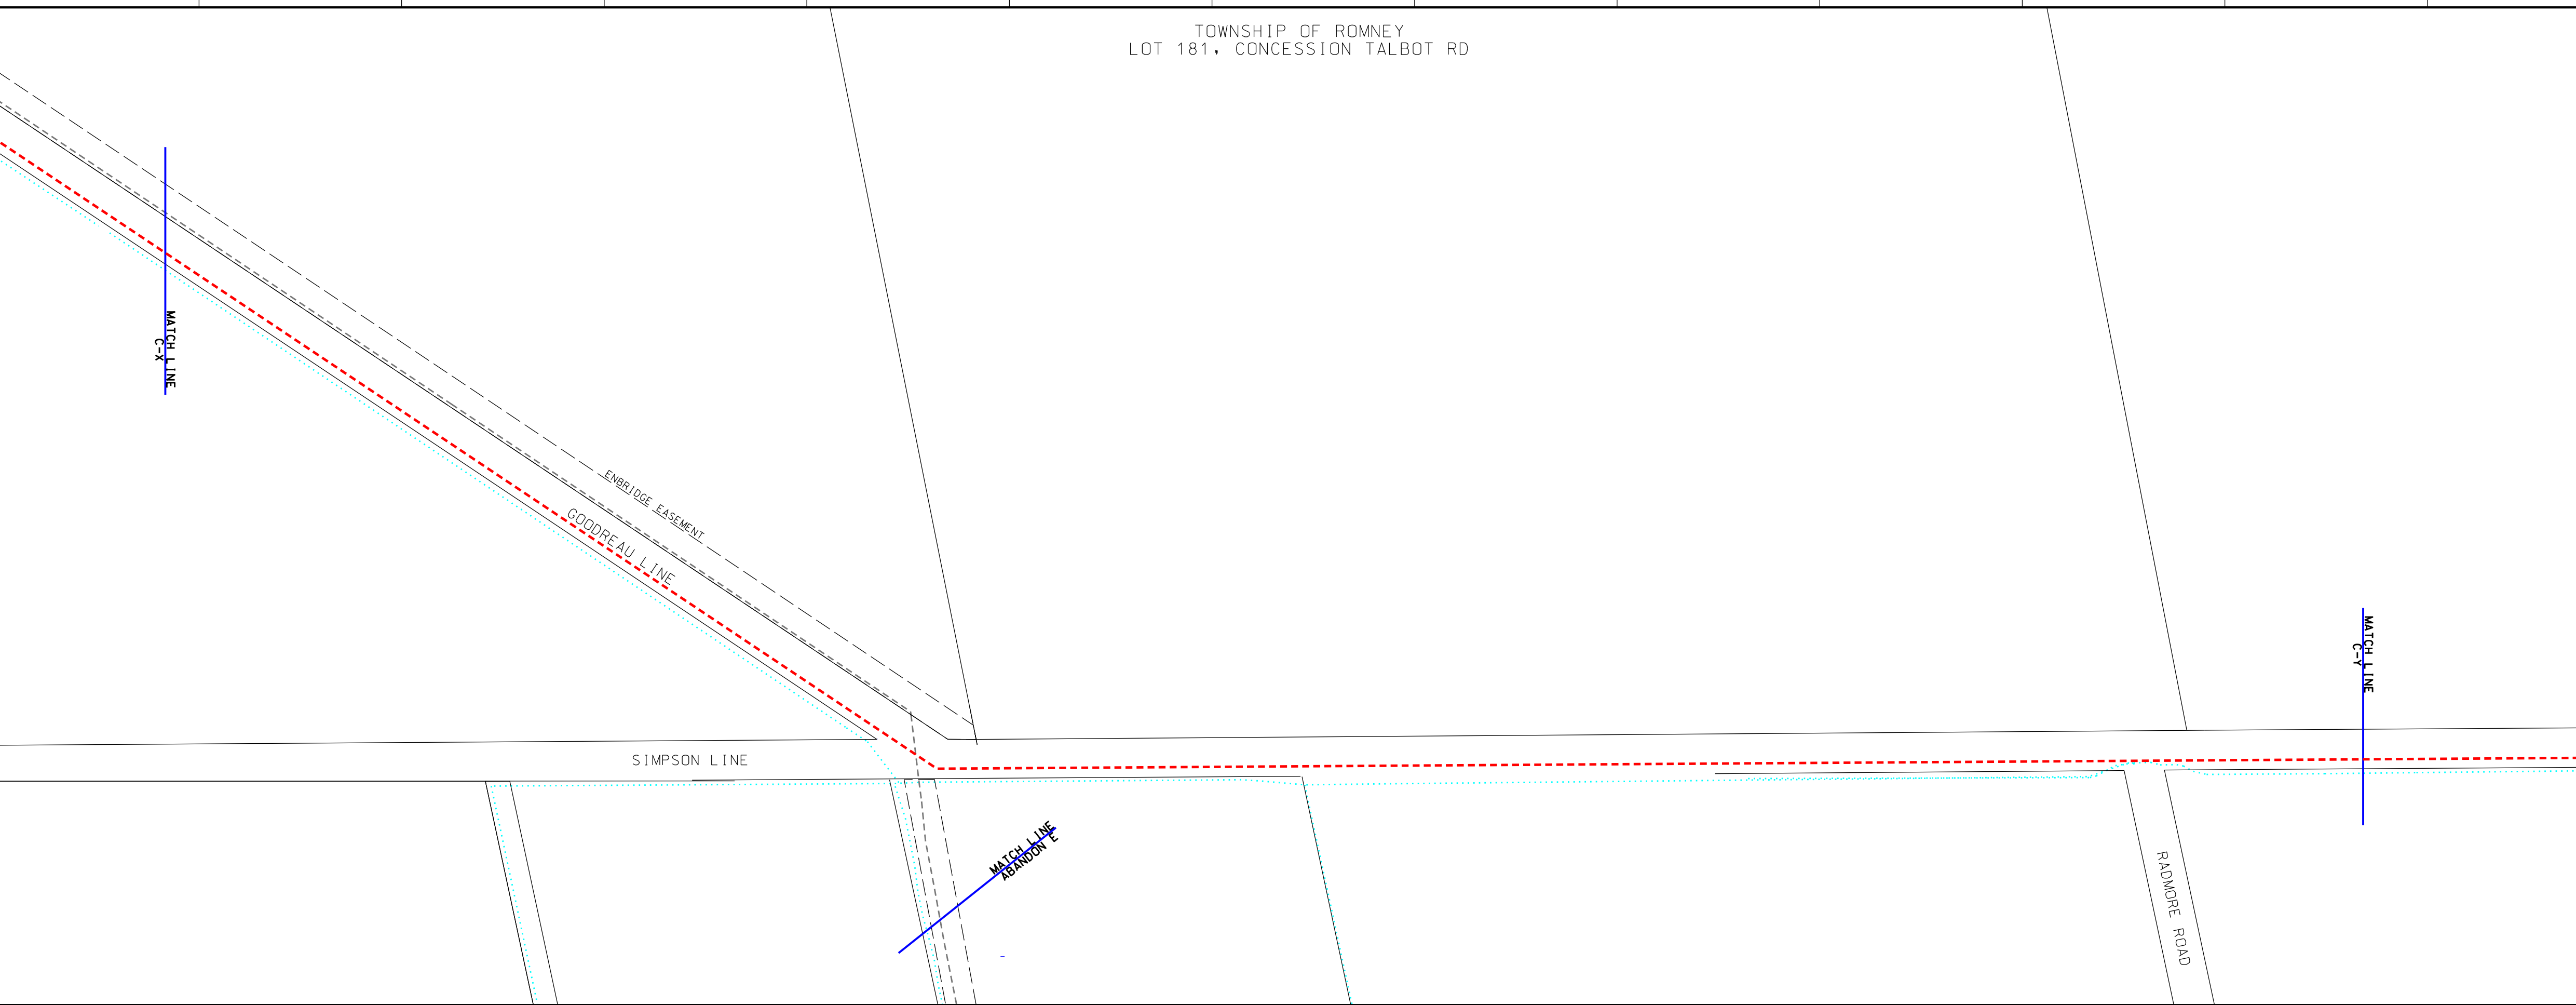 TOWNSHIP OF ROMNEY
LOT 181, CONCESSION TALBOT RD
MATCH LINE
C-X
ENBRIDGE EASEMENT
GOODREAU LINE
SIMPSON LINE
MATCH LINE
ABANDON E
MATCH LINE
C-Y
RADMORE ROAD